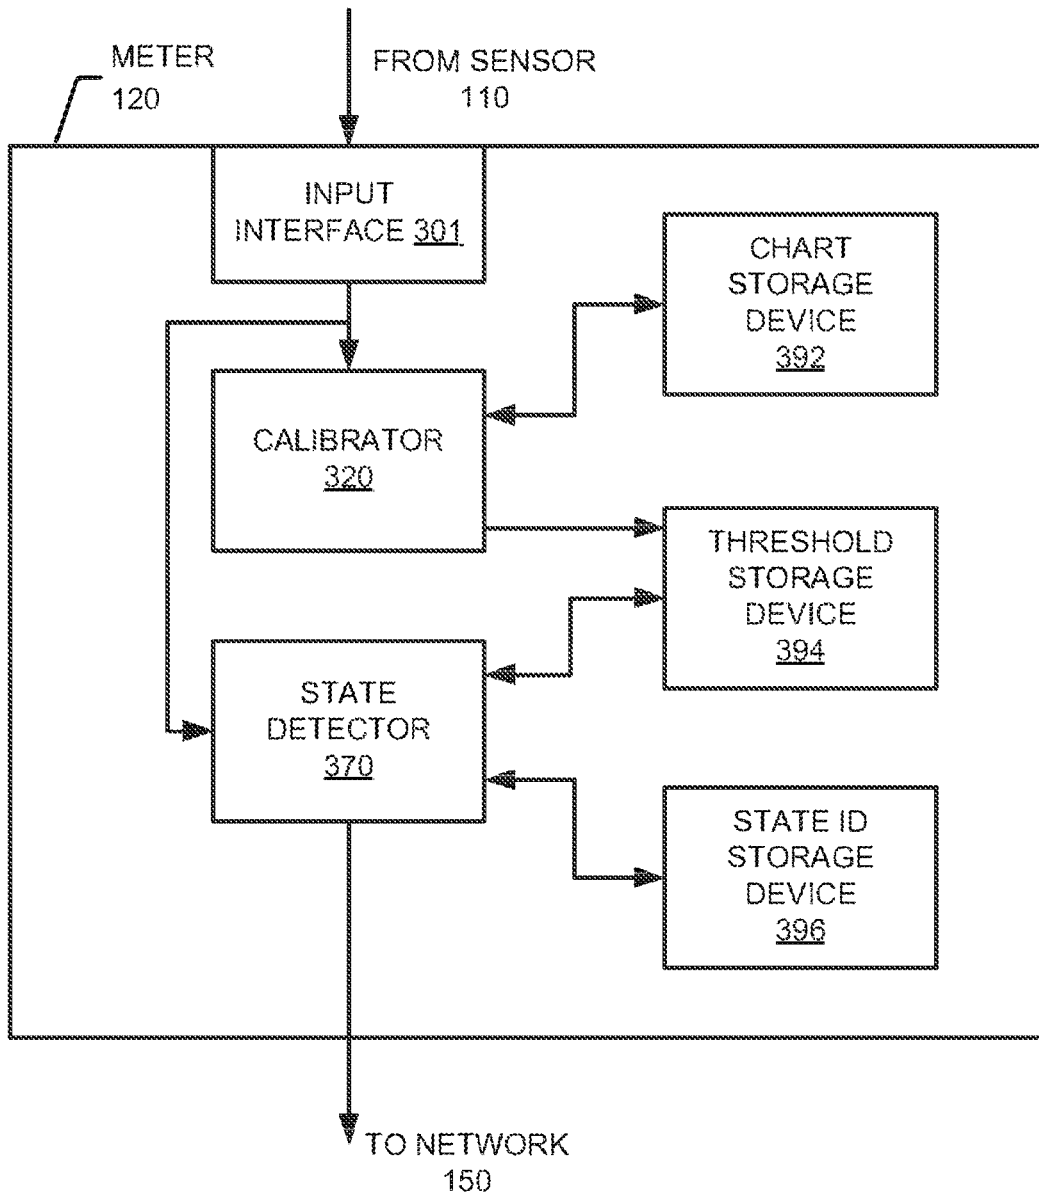 METER
120
FROM SENSOR
110
INPUT
INTERFACE 301
CHART
STORAGE
DEVICE
392
CALIBRATOR
320
THRESHOLD
STORAGE
DEVICE
394
STATE
DETECTOR
370
STATE ID
STORAGE
DEVICE
396
TO NETWORK
150